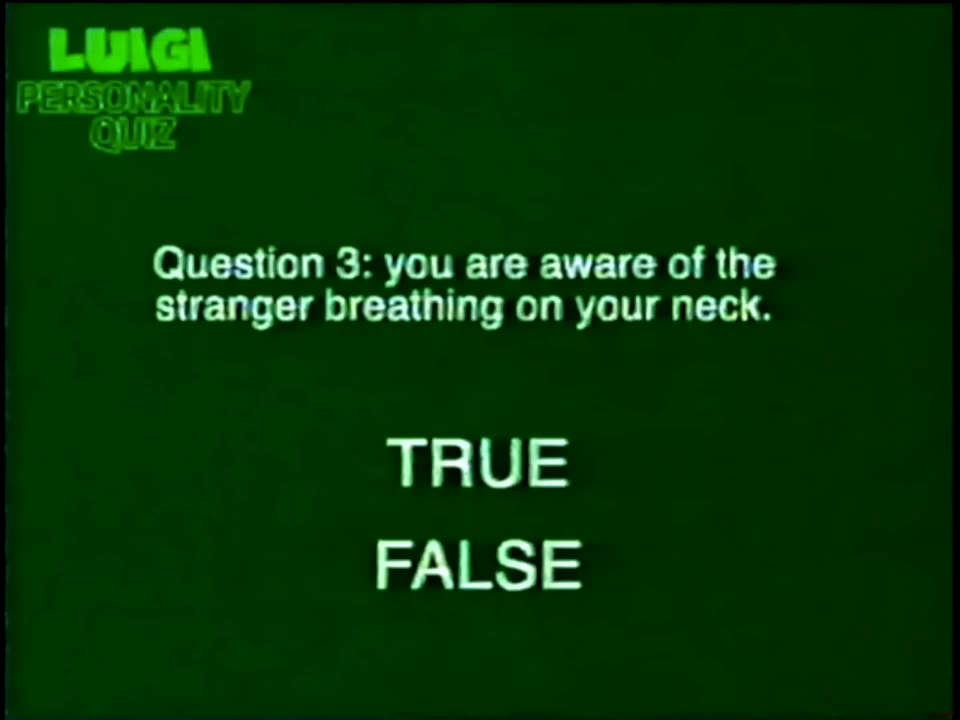 LUIGI
PERSONALITY
QUIZ
Question 3: you are aware of the
stranger breathing on your neck.
TRUE
FALSE